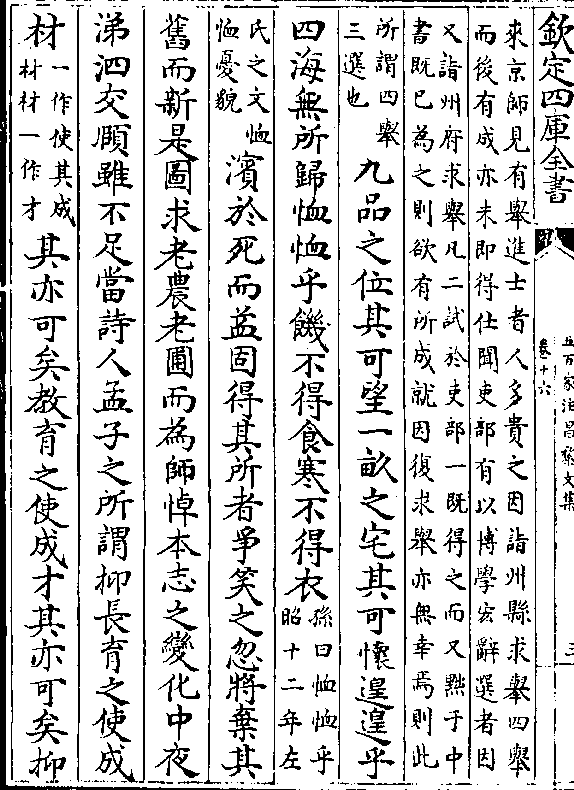 欽定四庫全書
五百家注昌黎文集
卷十六
三
來京師見有舉進士者人多貴之因詣州縣求舉四舉
而後有成亦未即得仕聞吏部有以博學宏辭選者因
又詣州府求舉凡二試於吏部一既得之而又黜于中
書既已為之則欲有所成就因復求舉亦無幸焉則此
所謂四舉
三選也
九品之位其可望一畝之宅其可懷遑遑乎
四海無所歸恤恤乎饑不得食寒不得衣
孫曰恤恤乎
昭十二年左
氏之文恤
恤憂貌
濱於死而益固得其所者爭笑之忽將棄其
舊而新是圖求老農老圃而為師悼本志之變化中夜
涕泗交頤雖不足當詩人孟子之所謂抑長育之使成
材
一作使其成
材材一作才
其亦可矣教育之使成才其亦可矣抑